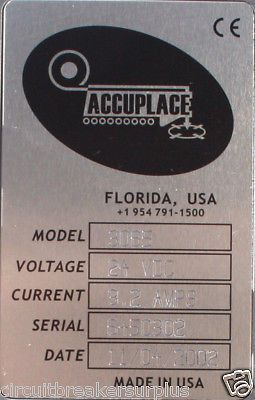 CE
ACCUPLACE
FLORIDA, USA
+1 954 791-1500
MODEL
VOLTAGE 24 VDC
CURRENT 9.2 AMPS
SERIAL
DATE 11/04/2002
MADE IN USA
circuitbreakersurplus